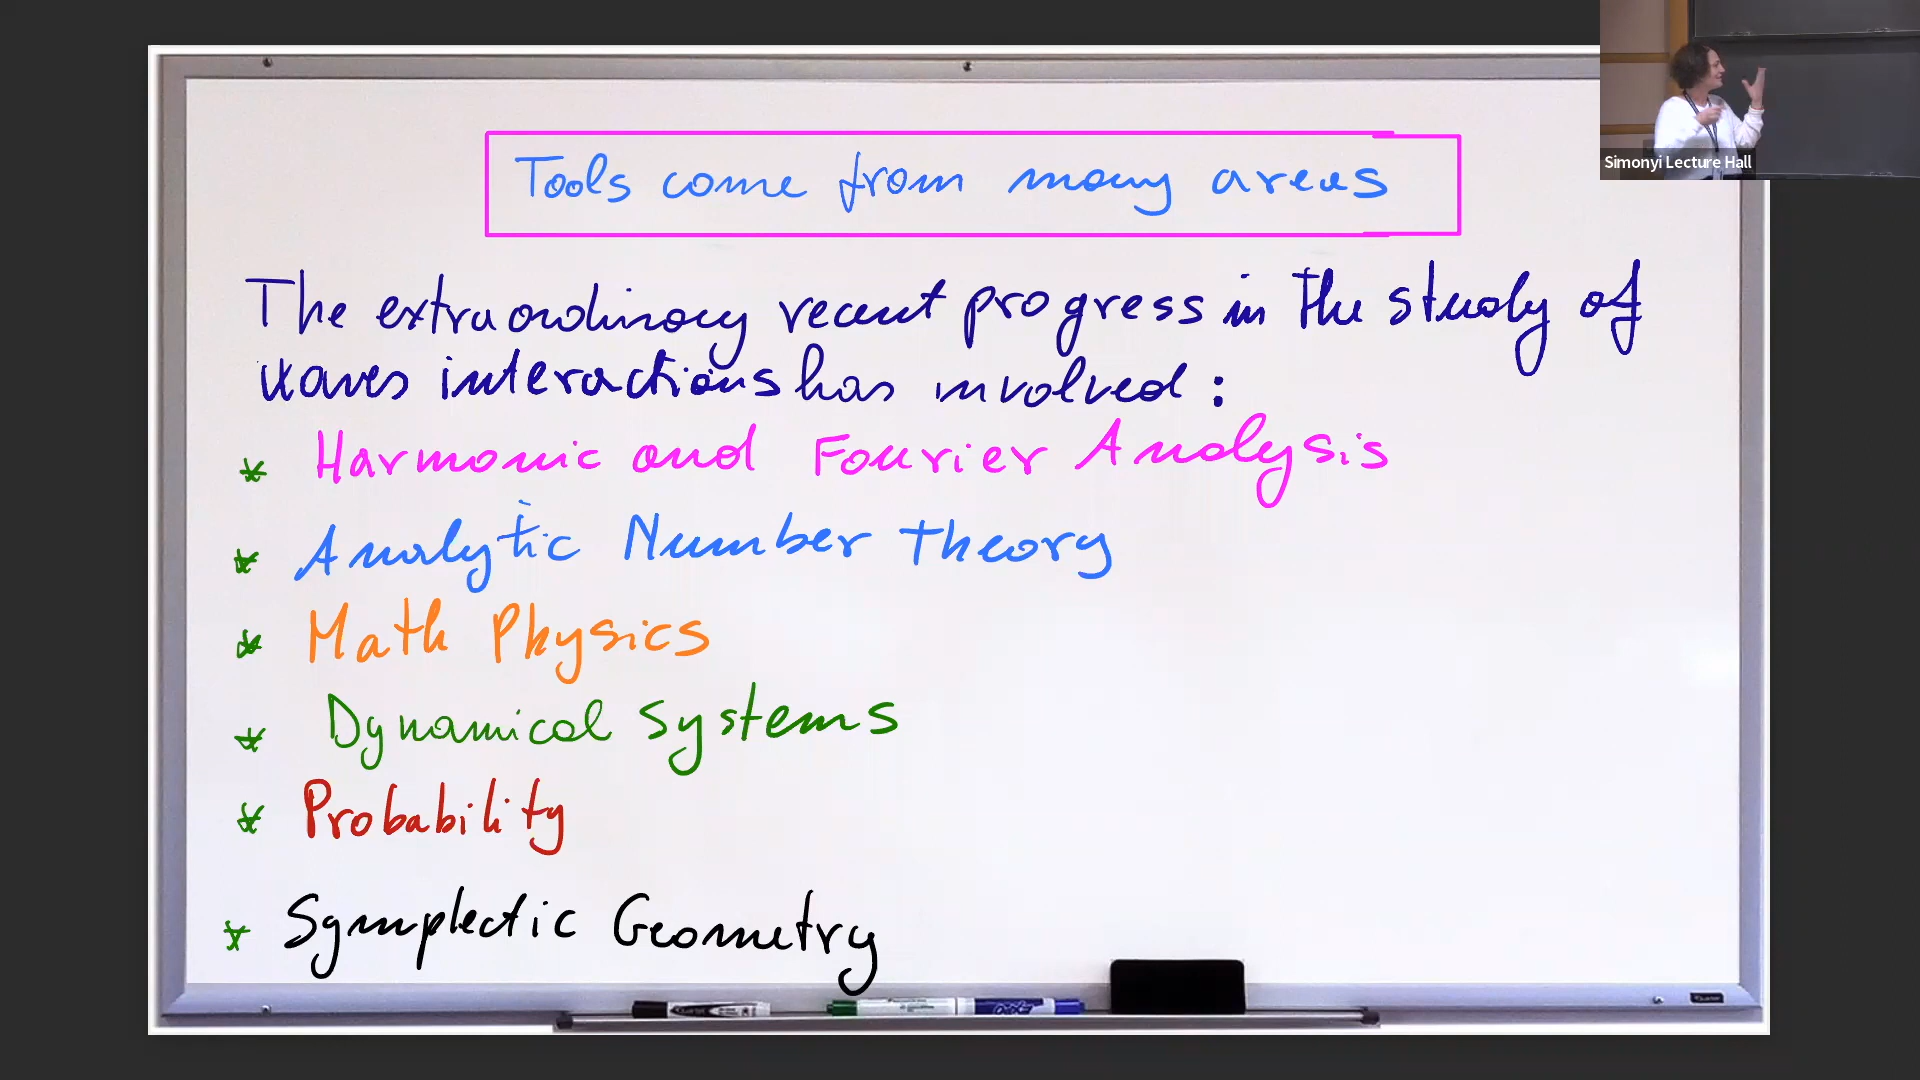 Simonyi Lecture Hall
Tools come from many areas
The extraordinary recent progress in the study of
waves interactions has involved:
* Harmonic and Fourier Analysis
* Analytic Number Theory
* Math Physics
* Dynamical Systems
* Probability
* Symplectic Geometry